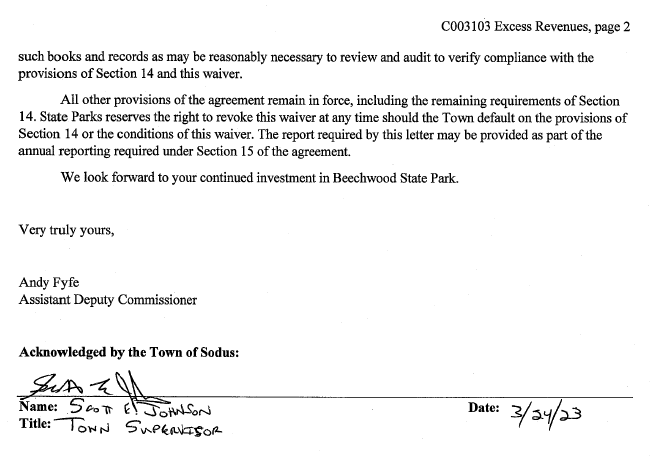 C003103 Excess Revenues, page 2
such books and records as may be reasonably necessary to review and audit to verify compliance with the
provisions of Section 14 and this waiver.
All other provisions of the agreement remain in force, including the remaining requirements of Section
14. State Parks reserves the right to revoke this waiver at any time should the Town default on the provisions of
Section 14 or the conditions of this waiver. The report required by this letter may be provided as part of the
annual reporting required under Section 15 of the agreement.
We look forward to your continued investment in Beechwood State Park.
Very truly yours,
Andy Fyfe
Assistant Deputy Commissioner
Acknowledged by the Town of Sodus:
Name: Scott E. Johnson
Date: 3/24/23
Title: Town Supervisor